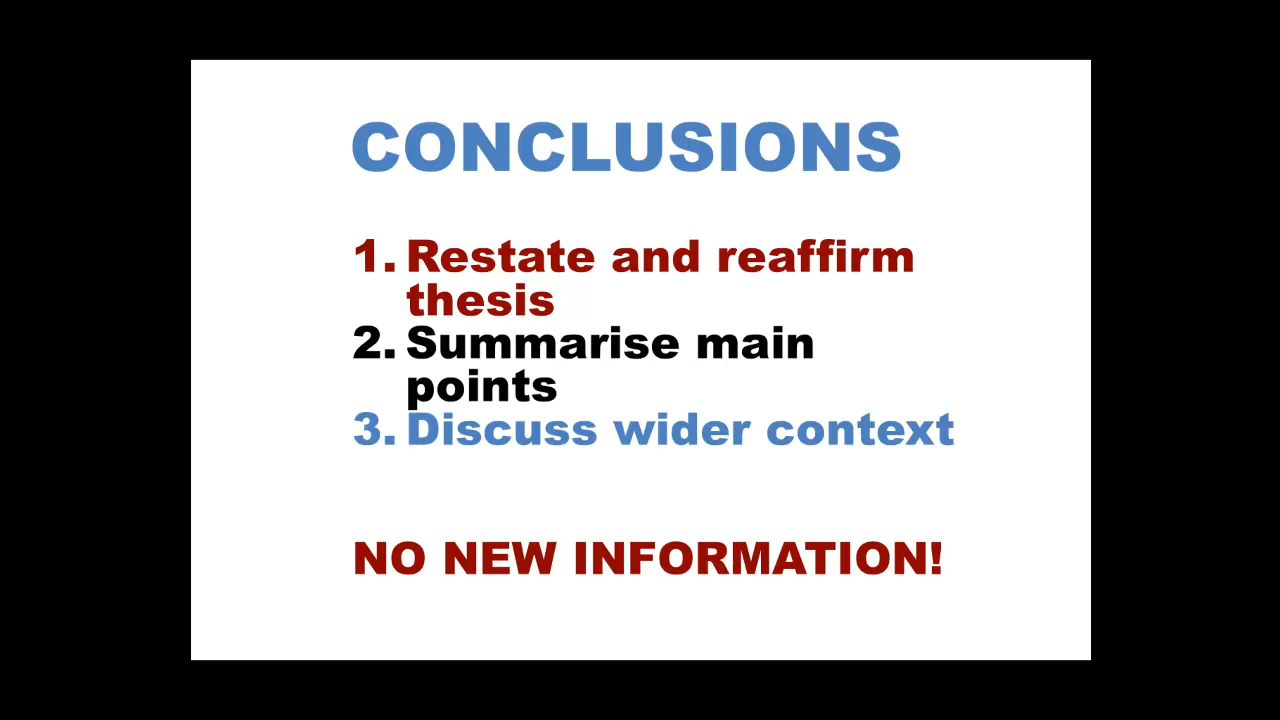 CONCLUSIONS
1. Restate and reaffirm
thesis
2. Summarise main
points
3. Discuss wider context
NO NEW INFORMATION!